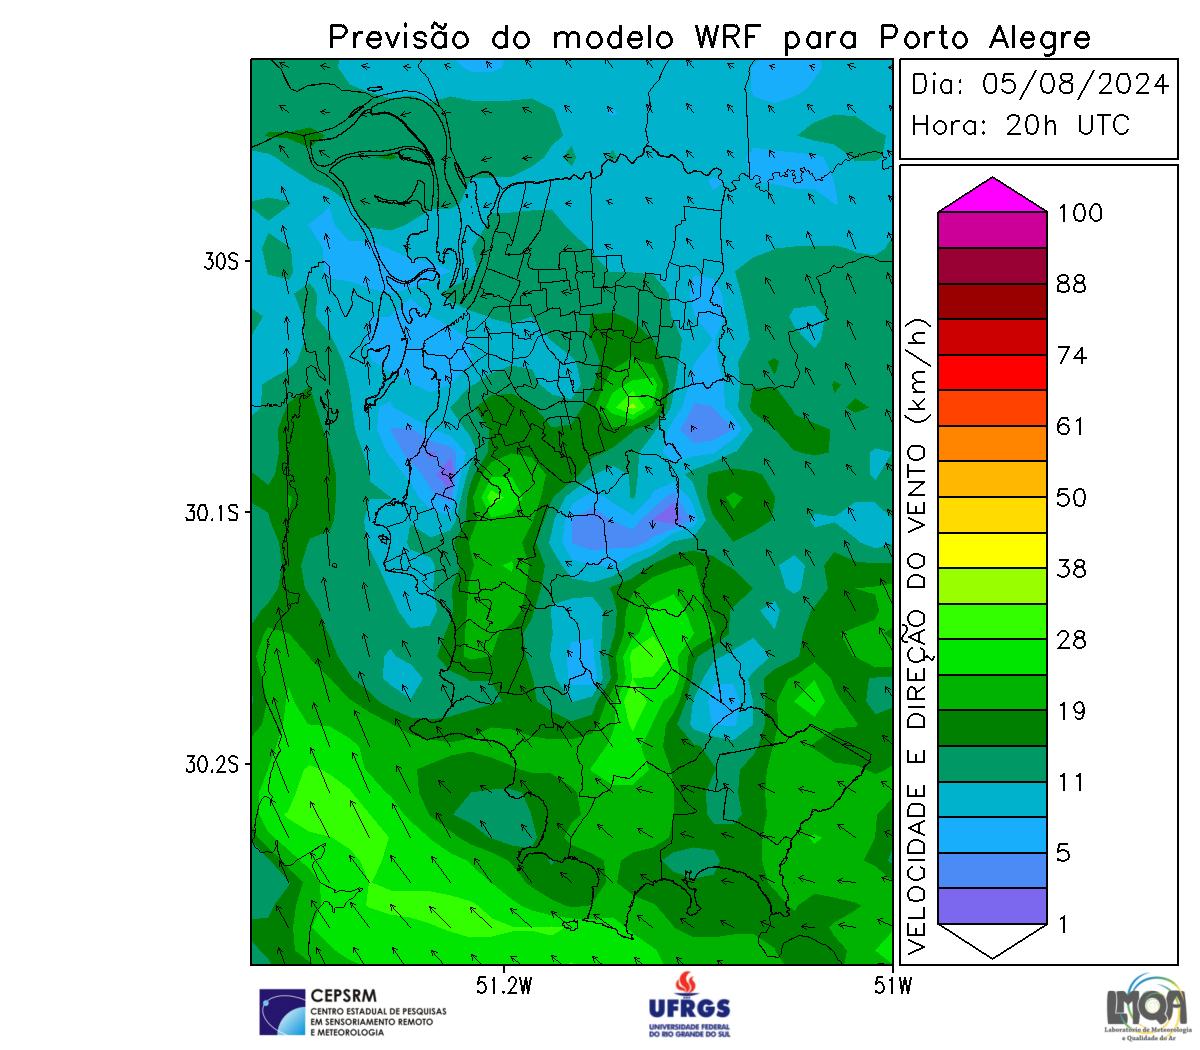 Previsão do modelo WRF para Porto Alegre
Dia: 05/08/2024
Hora: 20h UTC
VELOCIDADE E DIREÇÃO DO VENTO (km/h)
100
88
74
61
50
38
28
19
11
5
1
30S
30.1S
30.2S
51.2W
51W
CEPSRM
CENTRO ESTADUAL DE PESQUISAS
EM SENSORIAMENTO REMOTO
E METEOROLOGIA
UFRGS
UNIVERSIDADE FEDERAL
DO RIO GRANDE DO SUL
LMQA
Laboratório de Meteorologia
e Qualidade do Ar